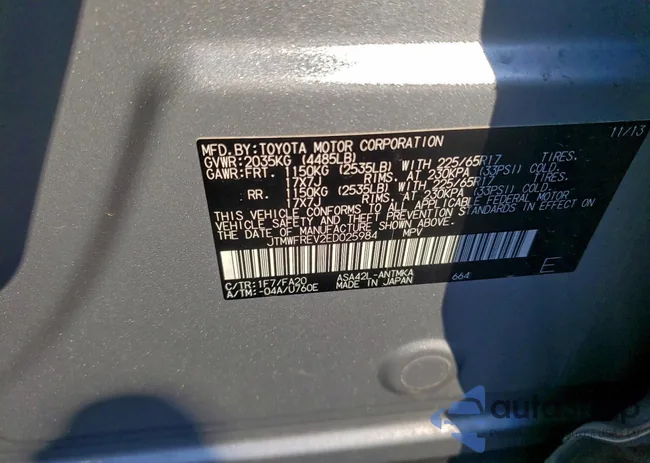 11/13
MFD. BY: TOYOTA MOTOR CORPORATION
GVWR: 2035KG (4485LB)
GAWR: FRT. 1150KG (2535LB) WITH 225/65R17 TIRES.
17X7J RIMS, AT 230KPA (33PSI) COLD.
RR. 1150KG (2535LB) WITH 225/65R17 TIRES.
17X7J RIMS, AT 230KPA (33PSI) COLD.
THIS VEHICLE CONFORMS TO ALL APPLICABLE FEDERAL MOTOR
VEHICLE SAFETY BUMPER, AND THEFT PREVENTION STANDARDS IN EFFECT ON
THE DATE OF MANUFACTURE SHOWN ABOVE.
JTMWFREV2ED025984 MPV
E
C/TR: 1F7/FA20 ASA42L-ANTMKA 664
A/TM: -04A/U760E MADE IN JAPAN